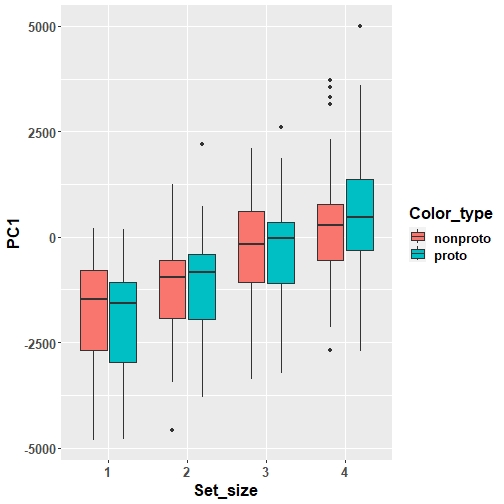 5000
2500
0
-2500
-5000
PC1
1 2 3 4
Set_size
Color_type
nonproto
proto